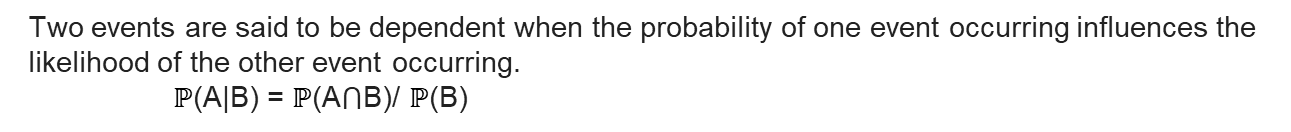 Two events are said to be dependent when the probability of one event occurring influences the
likelihood of the other event occurring.
ℙ(A|B) = ℙ(A⋂B)/ ℙ(B)